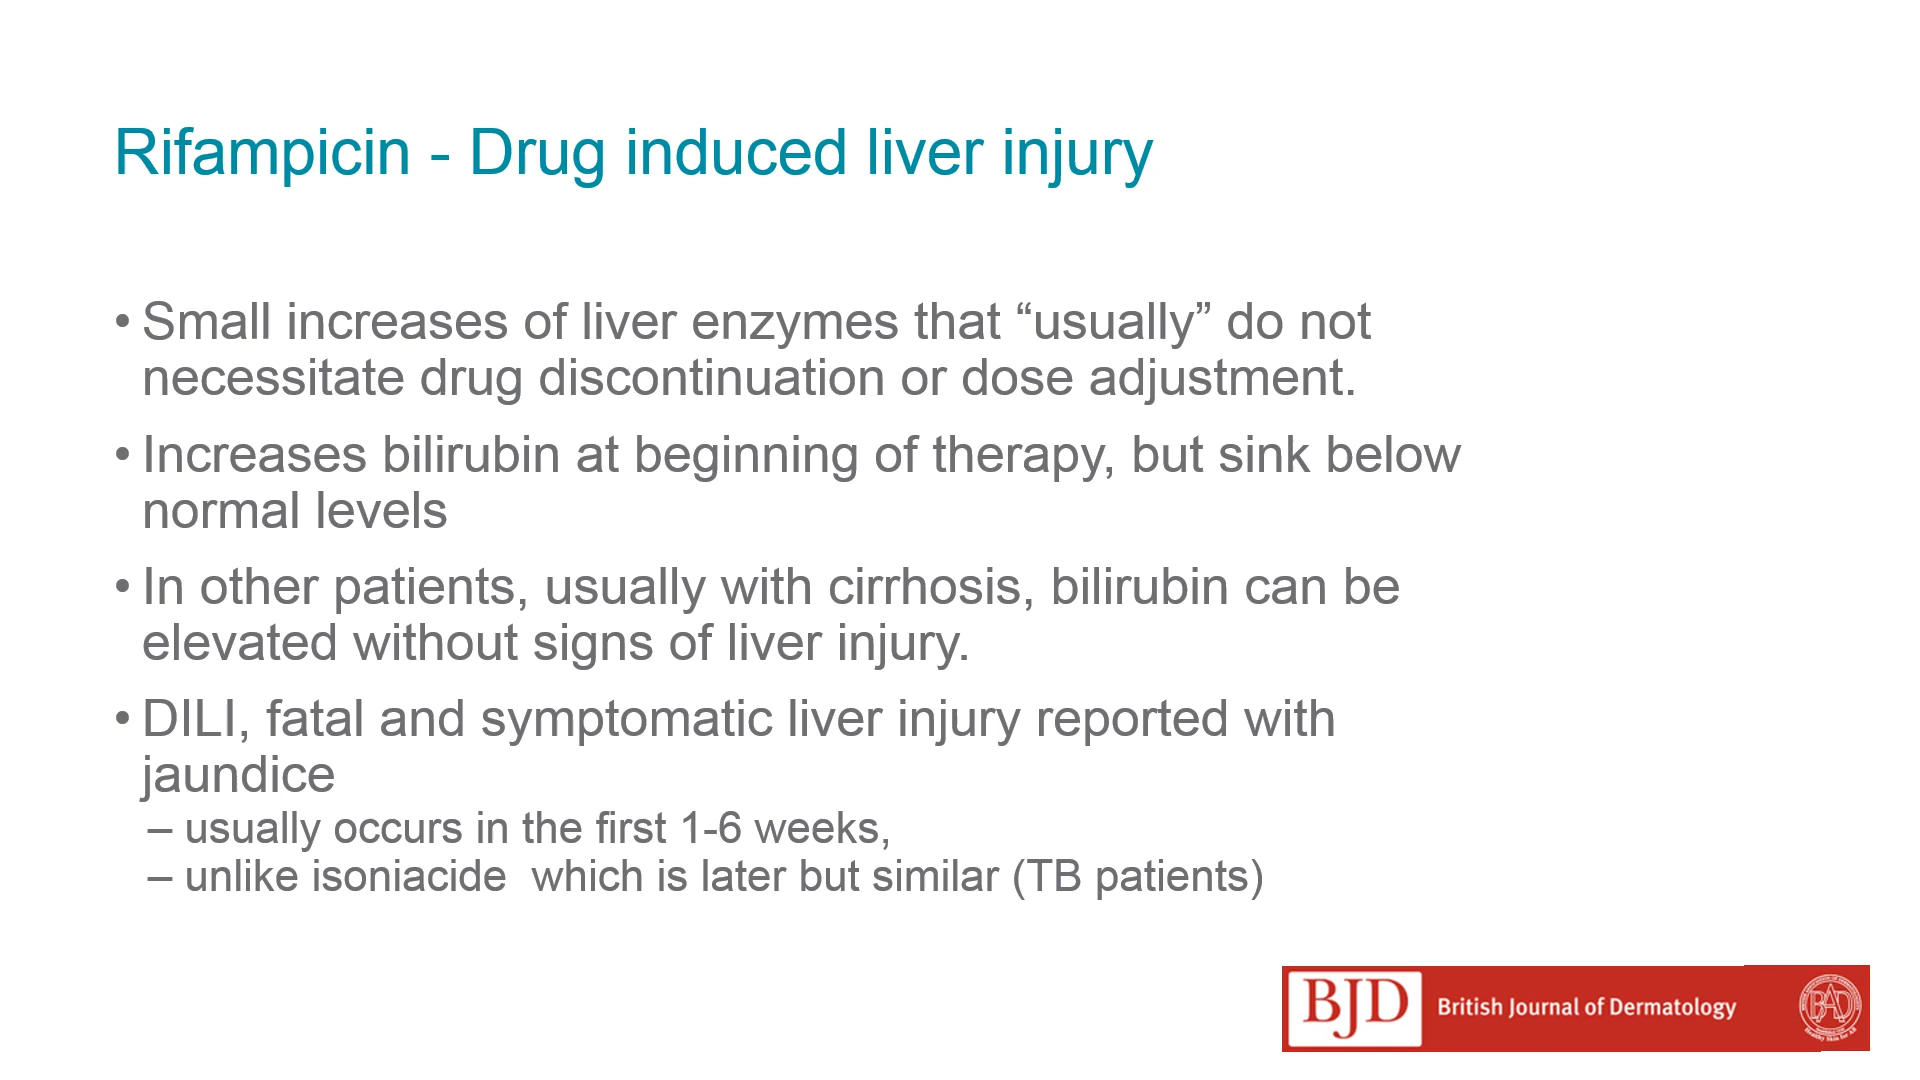 Rifampicin - Drug induced liver injury
• Small increases of liver enzymes that “usually” do not
necessitate drug discontinuation or dose adjustment.
• Increases bilirubin at beginning of therapy, but sink below
normal levels
• In other patients, usually with cirrhosis, bilirubin can be
elevated without signs of liver injury.
• DILI, fatal and symptomatic liver injury reported with
jaundice
– usually occurs in the first 1-6 weeks,
– unlike isoniacide  which is later but similar (TB patients)
BJD
British Journal of Dermatology
BAD